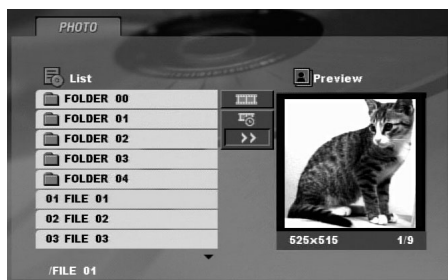 PHOTO
List
FOLDER 00
FOLDER 01
FOLDER 02
FOLDER 03
FOLDER 04
01 FILE 01
02 FILE 02
03 FILE 03
/FILE 01
>>
Preview
525x515 1/9